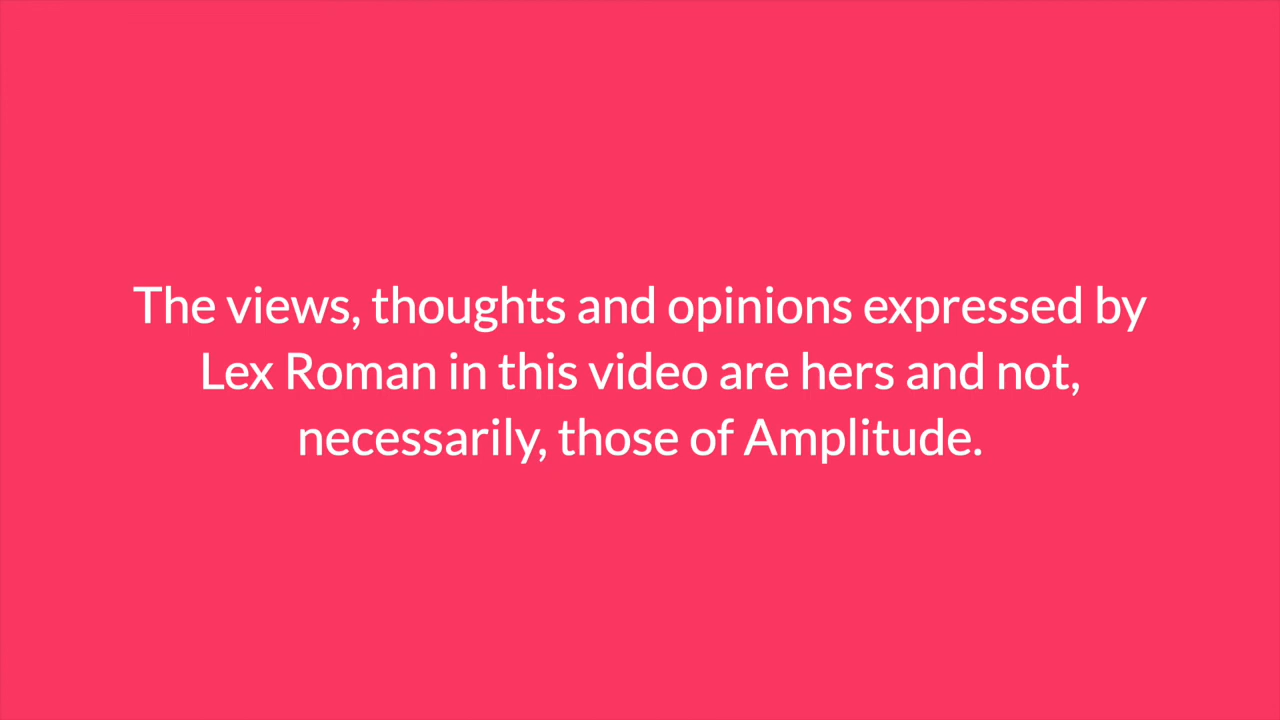 The views, thoughts and opinions expressed by
Lex Roman in this video are hers and not,
necessarily, those of Amplitude.